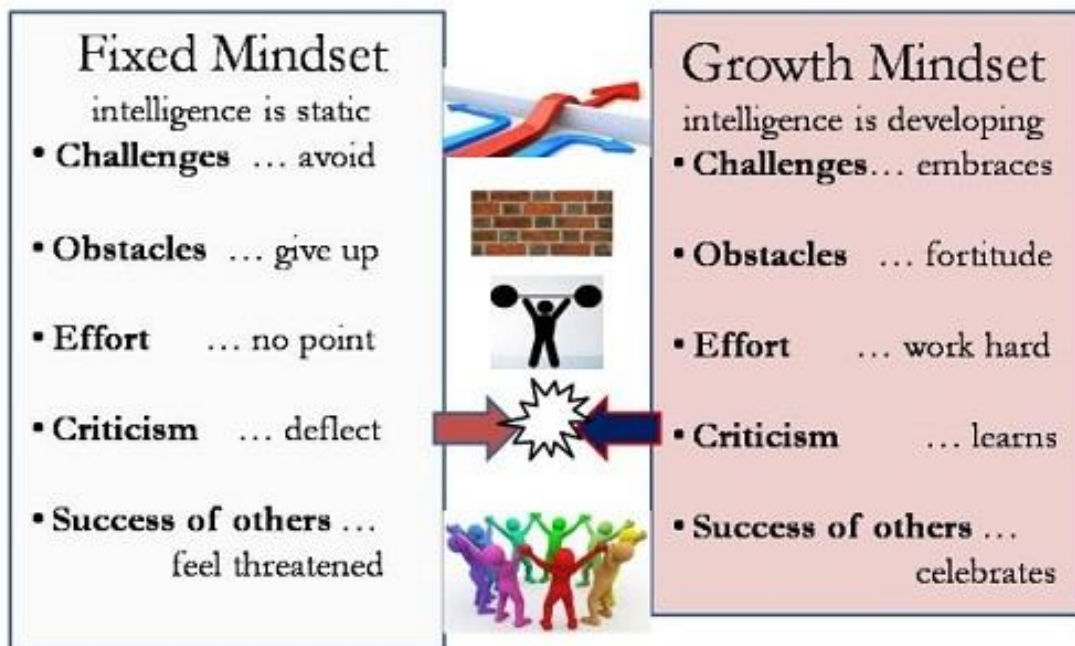 Fixed Mindset
intelligence is static
• Challenges … avoid
• Obstacles … give up
• Effort … no point
• Criticism … deflect
• Success of others …
feel threatened
Growth Mindset
intelligence is developing
• Challenges… embraces
• Obstacles … fortitude
• Effort … work hard
• Criticism … learns
• Success of others …
celebrates